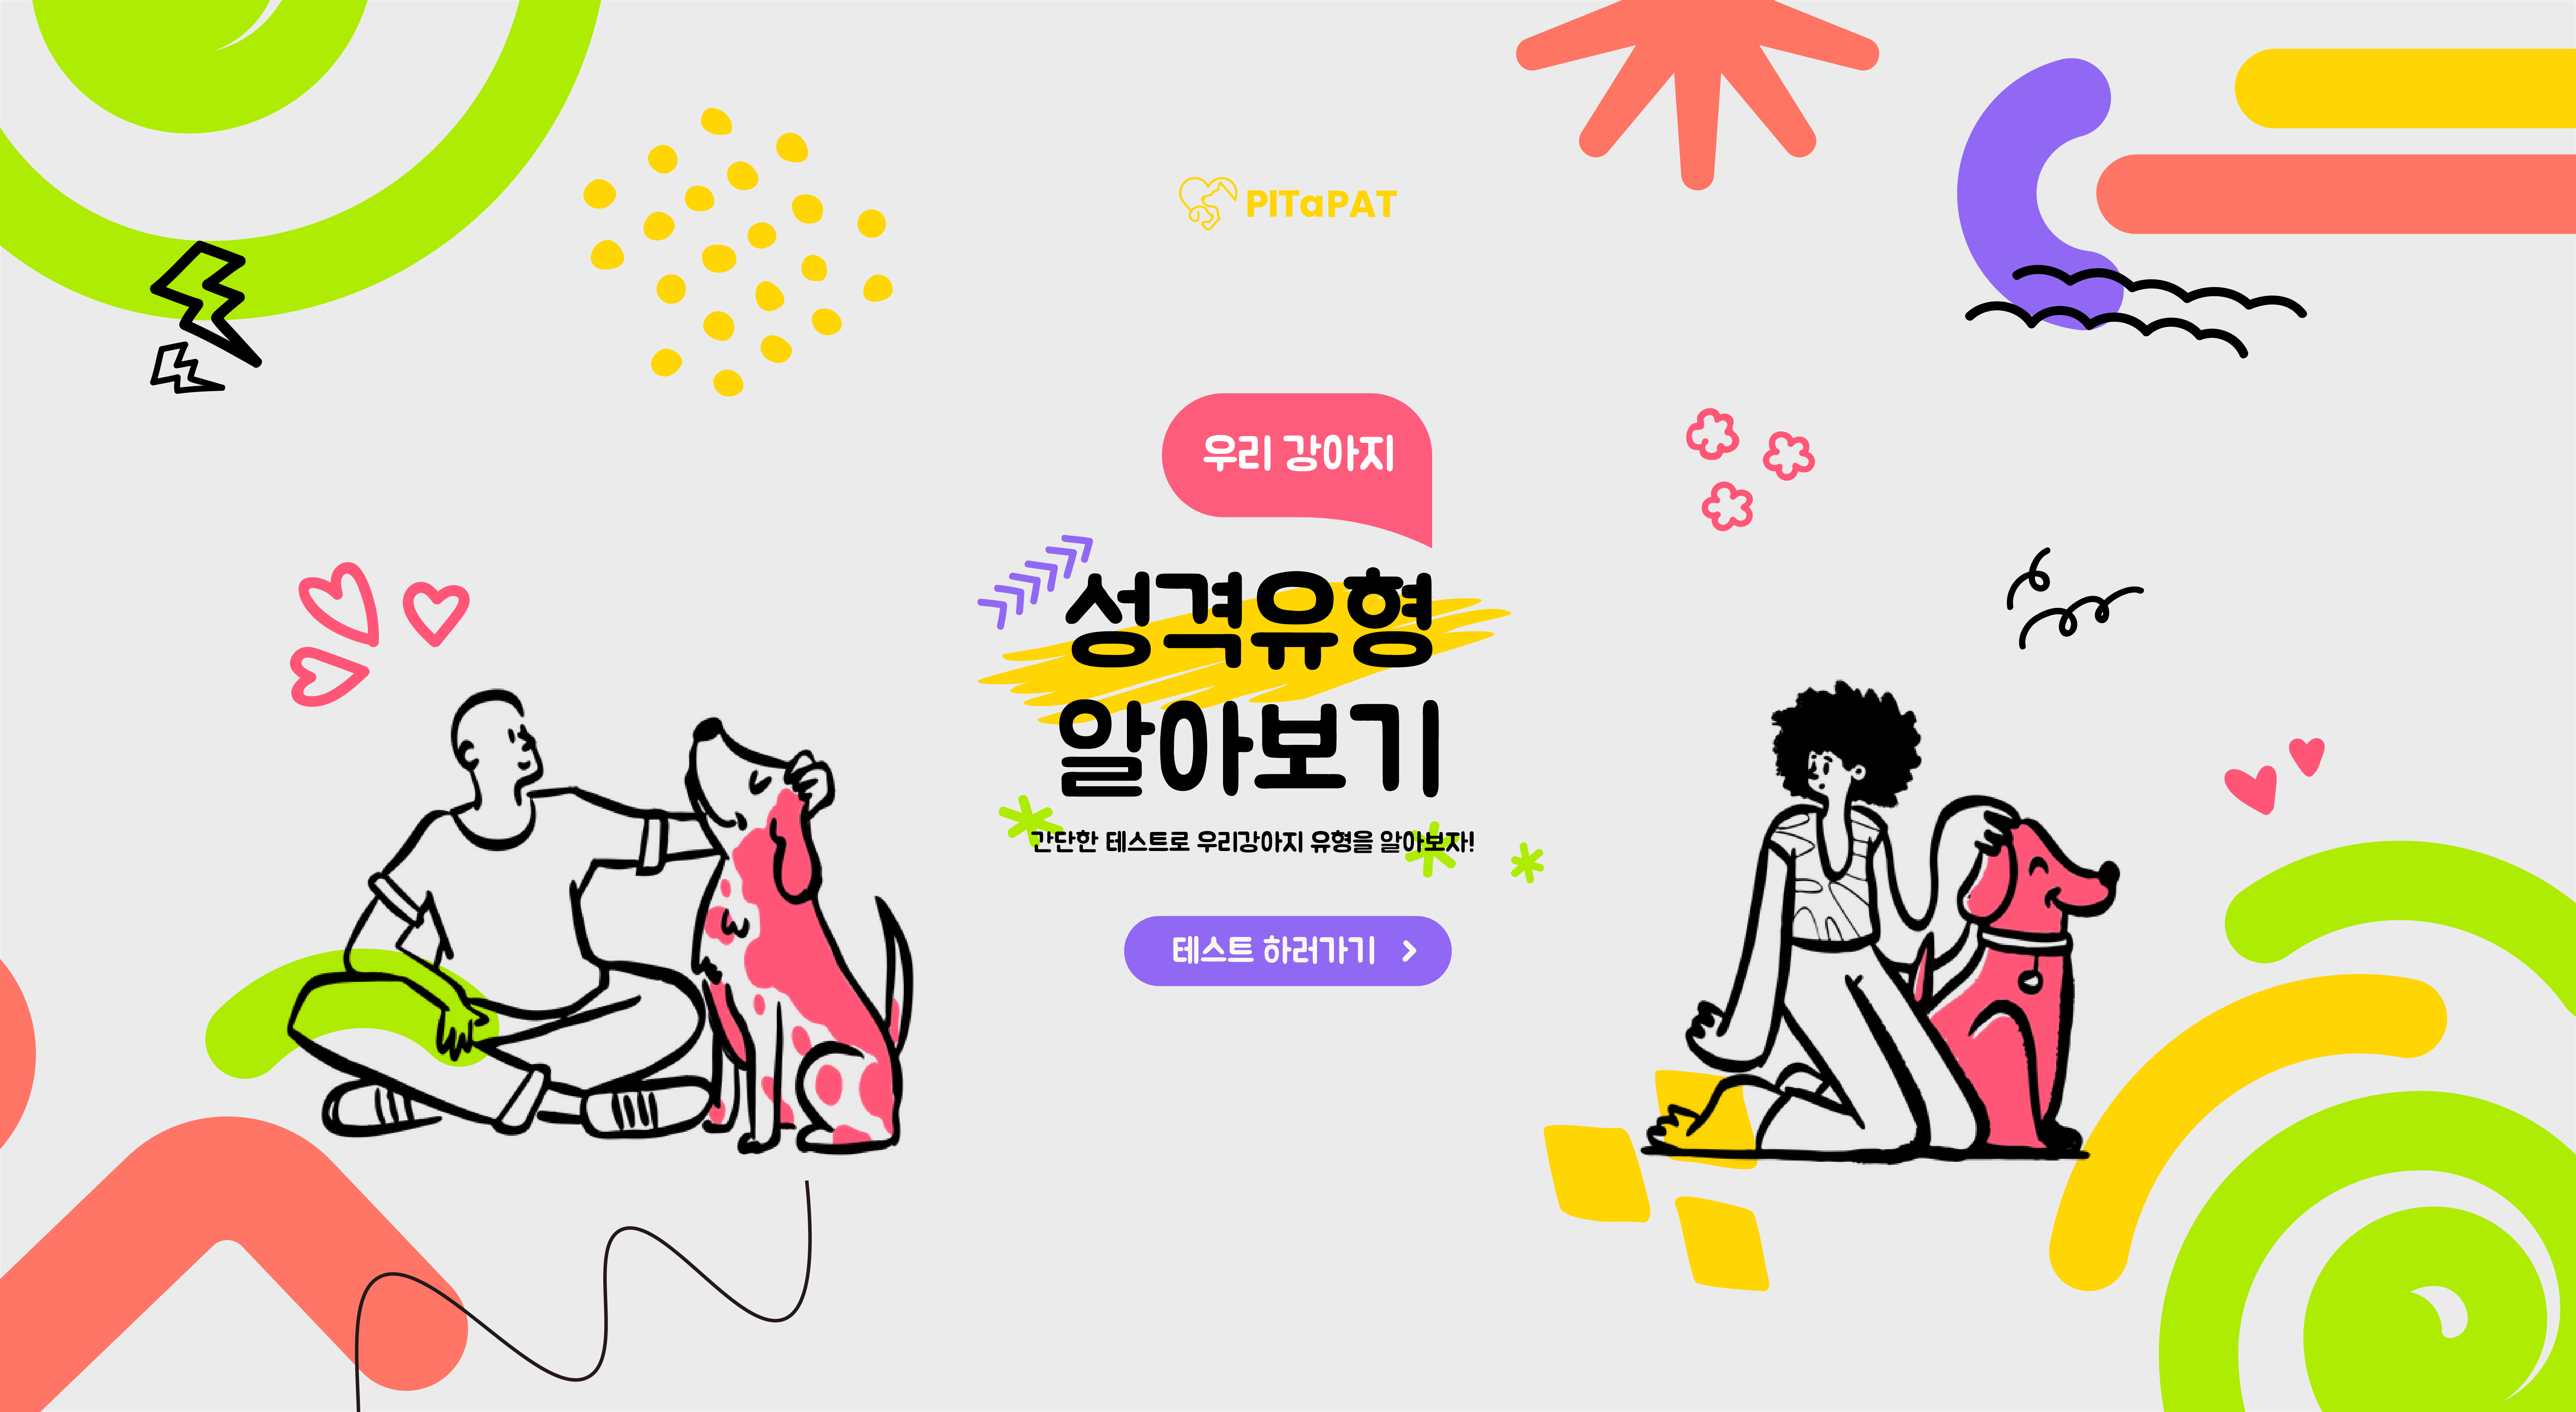 PITaPAT
우리 강아지
성격유형
알아보기
간단한 테스트로 우리강아지 유형을 알아보자!
테스트 하러가기